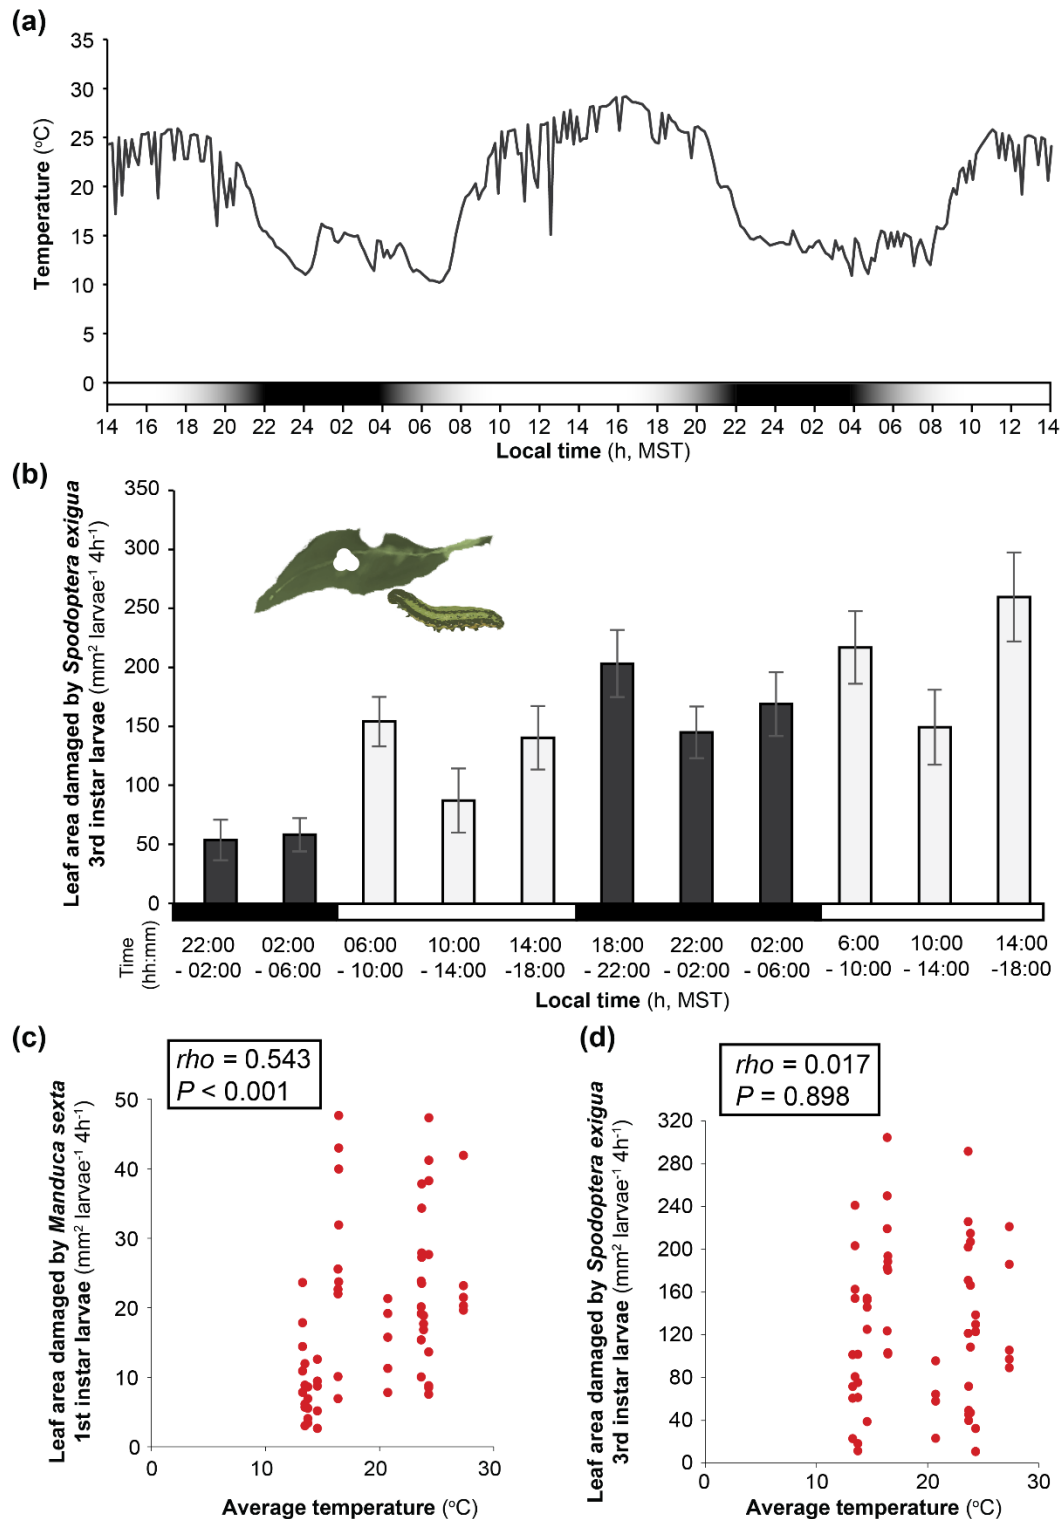 (a)
Temperature (°C)
35
30
25
20
15
10
5
0
14 16 18 20 22 24 02 04 06 08 10 12 14 16 18 20 22 24 02 04 06 08 10 12 14
Local time (h, MST)
(b)
Leaf area damaged by Spodoptera exigua
3rd instar larvae (mm² larvae⁻¹ 4h⁻¹)
350
300
250
200
150
100
50
0
Time
(hh:mm)
22:00 02:00 06:00 10:00 14:00 18:00 22:00 02:00 6:00 10:00 14:00
- 02:00 - 06:00 - 10:00 - 14:00 -18:00 - 22:00 - 02:00 - 06:00 - 10:00 - 14:00 -18:00
Local time (h, MST)
(c)
rho = 0.543
P < 0.001
Leaf area damaged by Manduca sexta
1st instar larvae (mm² larvae⁻¹ 4h⁻¹)
50
40
30
20
10
0
0 10 20 30
Average temperature (°C)
(d)
rho = 0.017
P = 0.898
Leaf area damaged by Spodoptera exigua
3rd instar larvae (mm² larvae⁻¹ 4h⁻¹)
320
280
240
200
160
120
80
40
0
0 10 20 30
Average temperature (°C)